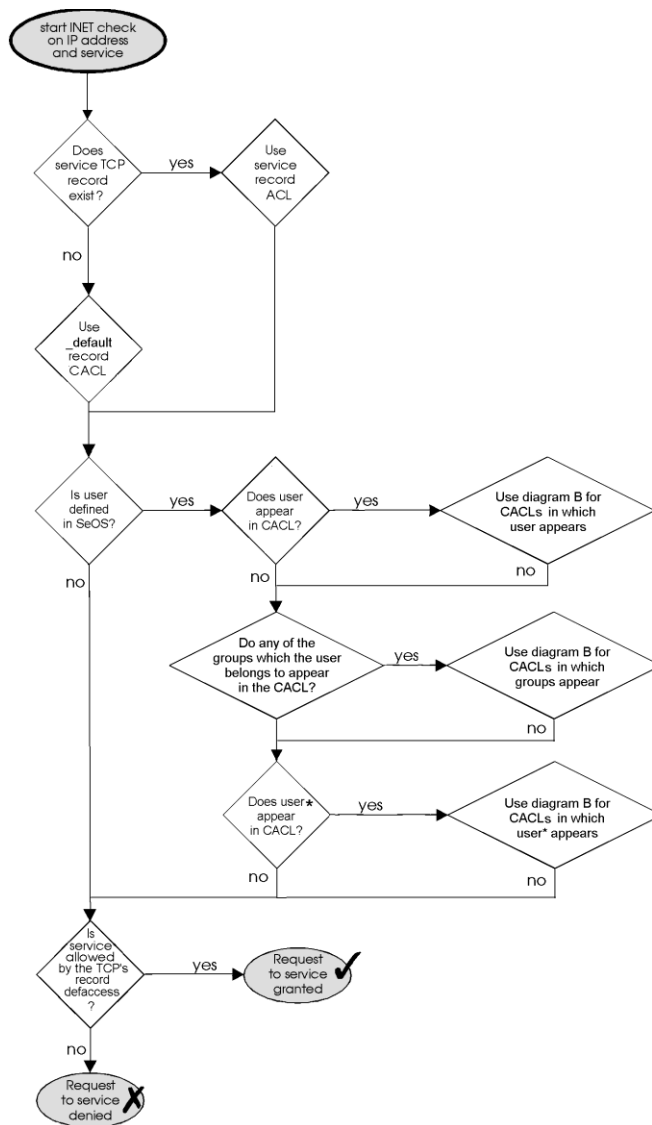 start INET check
on IP address
and service
Does
service TCP
record
exist?
yes
Use
service
record
ACL
no
Use
_default
record
CACL
Is user
defined
in SeOS?
yes
Does user
appear
in CACL?
yes
Use diagram B for
CACLs in which
user appears
no
no
no
Do any of the
groups which the user
belongs to appear
in the CACL?
yes
Use diagram B for
CACLs in which
groups appear
no
no
Does user*
appear
in CACL?
yes
Use diagram B for
CACLs in which
user* appears
no
no
Is
service
allowed
by the TCP's
record
defaccess
?
yes
Request
to service
granted
no
Request
to service
denied